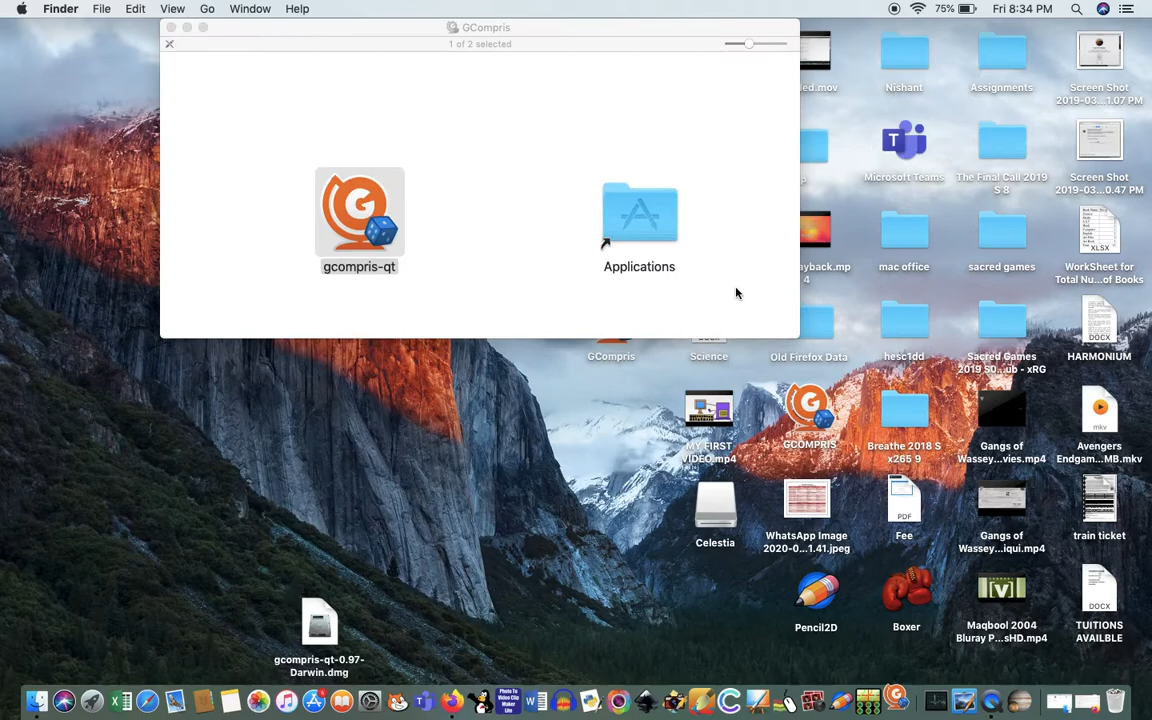 Finder File Edit View Go Window Help
75% Fri 8:34 PM
GCompris
1 of 2 selected
gcompris-qt
Applications
led.mov
Nishant
Assignments
Screen Shot
2019-03...1.07 PM
p
Microsoft Teams
The Final Call 2019
S 8
Screen Shot
2019-03...0.47 PM
ayback.mp
4
mac office
sacred games
XLSX
WorkSheet for
Total Nu...of Books
GCompris
Science
Old Firefox Data
hesc1dd
Sacred Games
2019 S0...ub - xRG
DOCX
HARMONIUM
MY FIRST
VIDEO.mp4
GCOMPRIS
Breathe 2018 S
x265 9
Gangs of
Wassey...vies.mp4
mkv
Avengers
Endgam...MB.mkv
Celestia
WhatsApp Image
2020-0...1.41.jpeg
PDF
Fee
Gangs of
Wassey...iqui.mp4
train ticket
Pencil2D
Boxer
Maqbool 2004
Bluray P...sHD.mp4
DOCX
TUITIONS
AVAILBLE
gcompris-qt-0.97-
Darwin.dmg